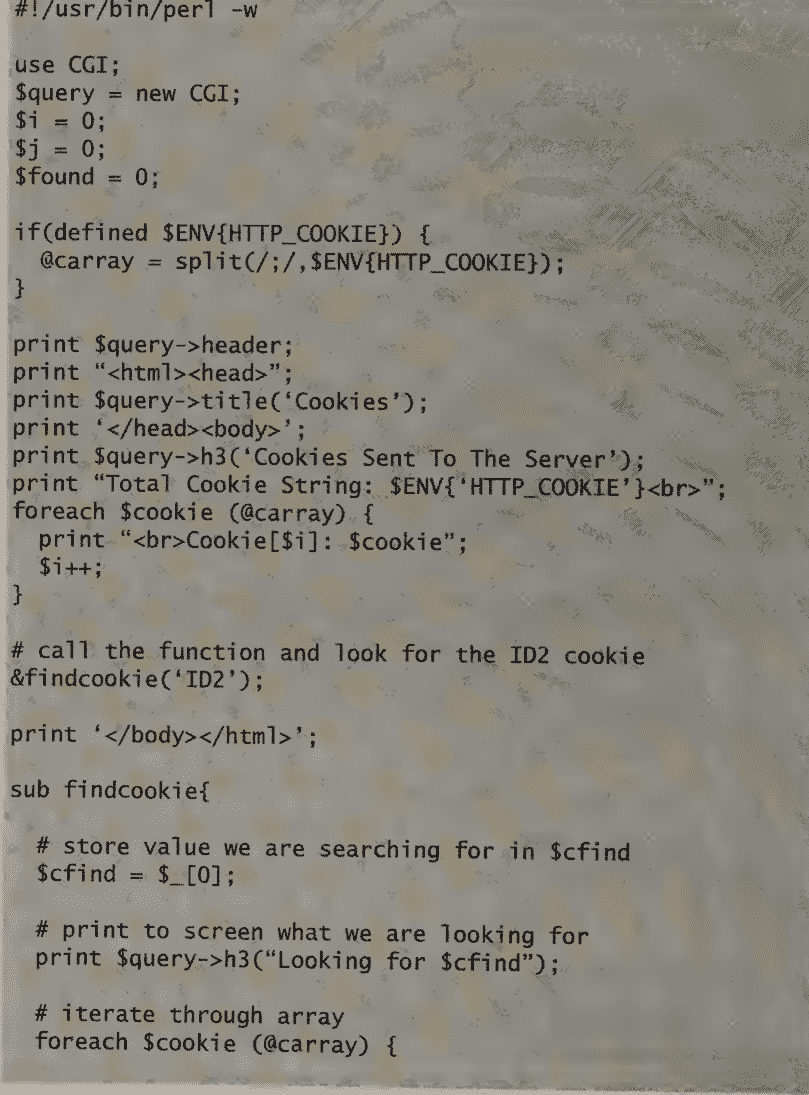 #!/usr/bin/perl -w
use CGI;
$query = new CGI;
$i = 0;
$j = 0;
$found = 0;
if(defined $ENV{HTTP_COOKIE}) {
@carray = split(/;/,$ENV{HTTP_COOKIE});
}
print $query->header;
print “<html><head>”;
print $query->title(‘Cookies’);
print ‘</head><body>’;
print $query->h3(‘Cookies Sent To The Server’);
print “Total Cookie String: $ENV{‘HTTP_COOKIE’}<br>”;
foreach $cookie (@carray) {
print “<br>Cookie[$i]: $cookie”;
$i++;
}
# call the function and look for the ID2 cookie
&findcookie(‘ID2’);
print ‘</body></html>’;
sub findcookie{
# store value we are searching for in $cfind
$cfind = $_[0];
# print to screen what we are looking for
print $query->h3(“Looking for $cfind”);
# iterate through array
foreach $cookie (@carray) {